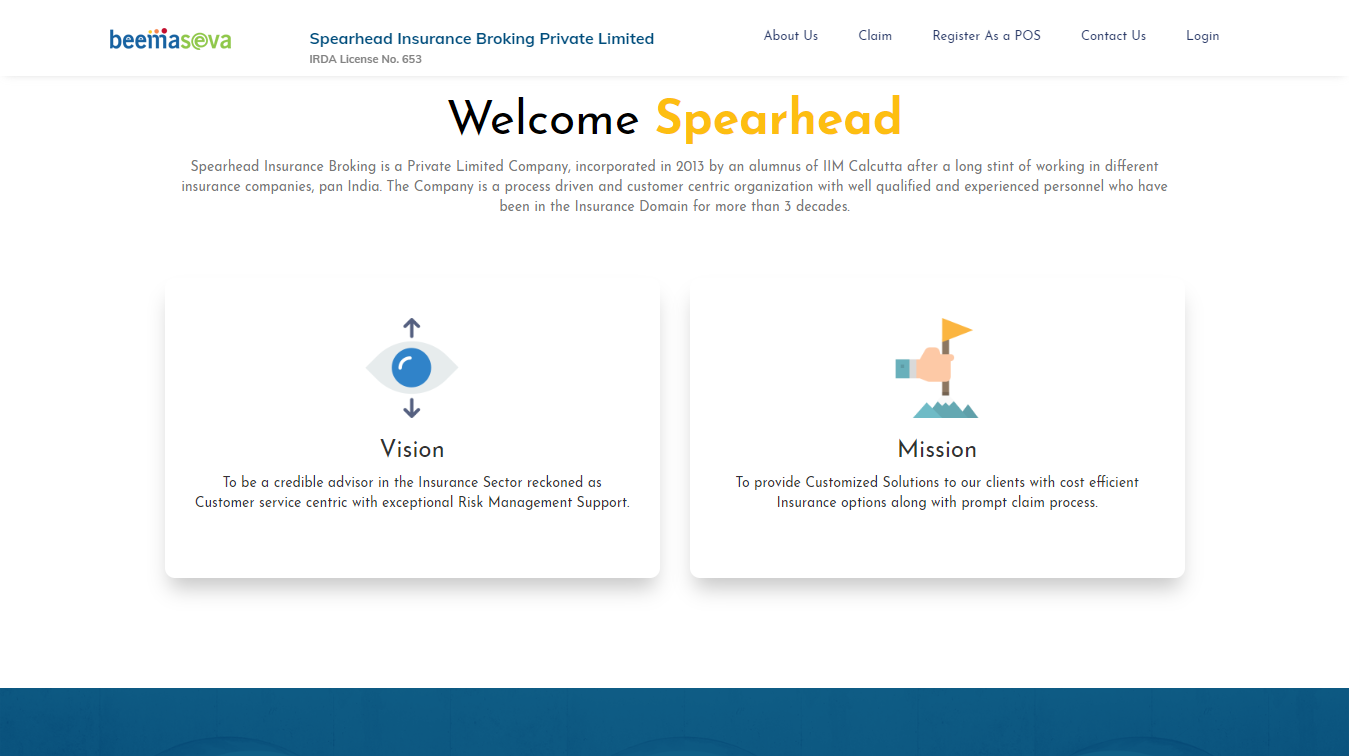 beemaseva
Spearhead Insurance Broking Private Limited
IRDA License No. 653
About Us
Claim
Register As a POS
Contact Us
Login
Welcome Spearhead
Spearhead Insurance Broking is a Private Limited Company, incorporated in 2013 by an alumnus of IIM Calcutta after a long stint of working in different
insurance companies, pan India. The Company is a process driven and customer centric organization with well qualified and experienced personnel who have
been in the Insurance Domain for more than 3 decades.
Vision
To be a credible advisor in the Insurance Sector reckoned as
Customer service centric with exceptional Risk Management Support.
Mission
To provide Customized Solutions to our clients with cost efficient
Insurance options along with prompt claim process.